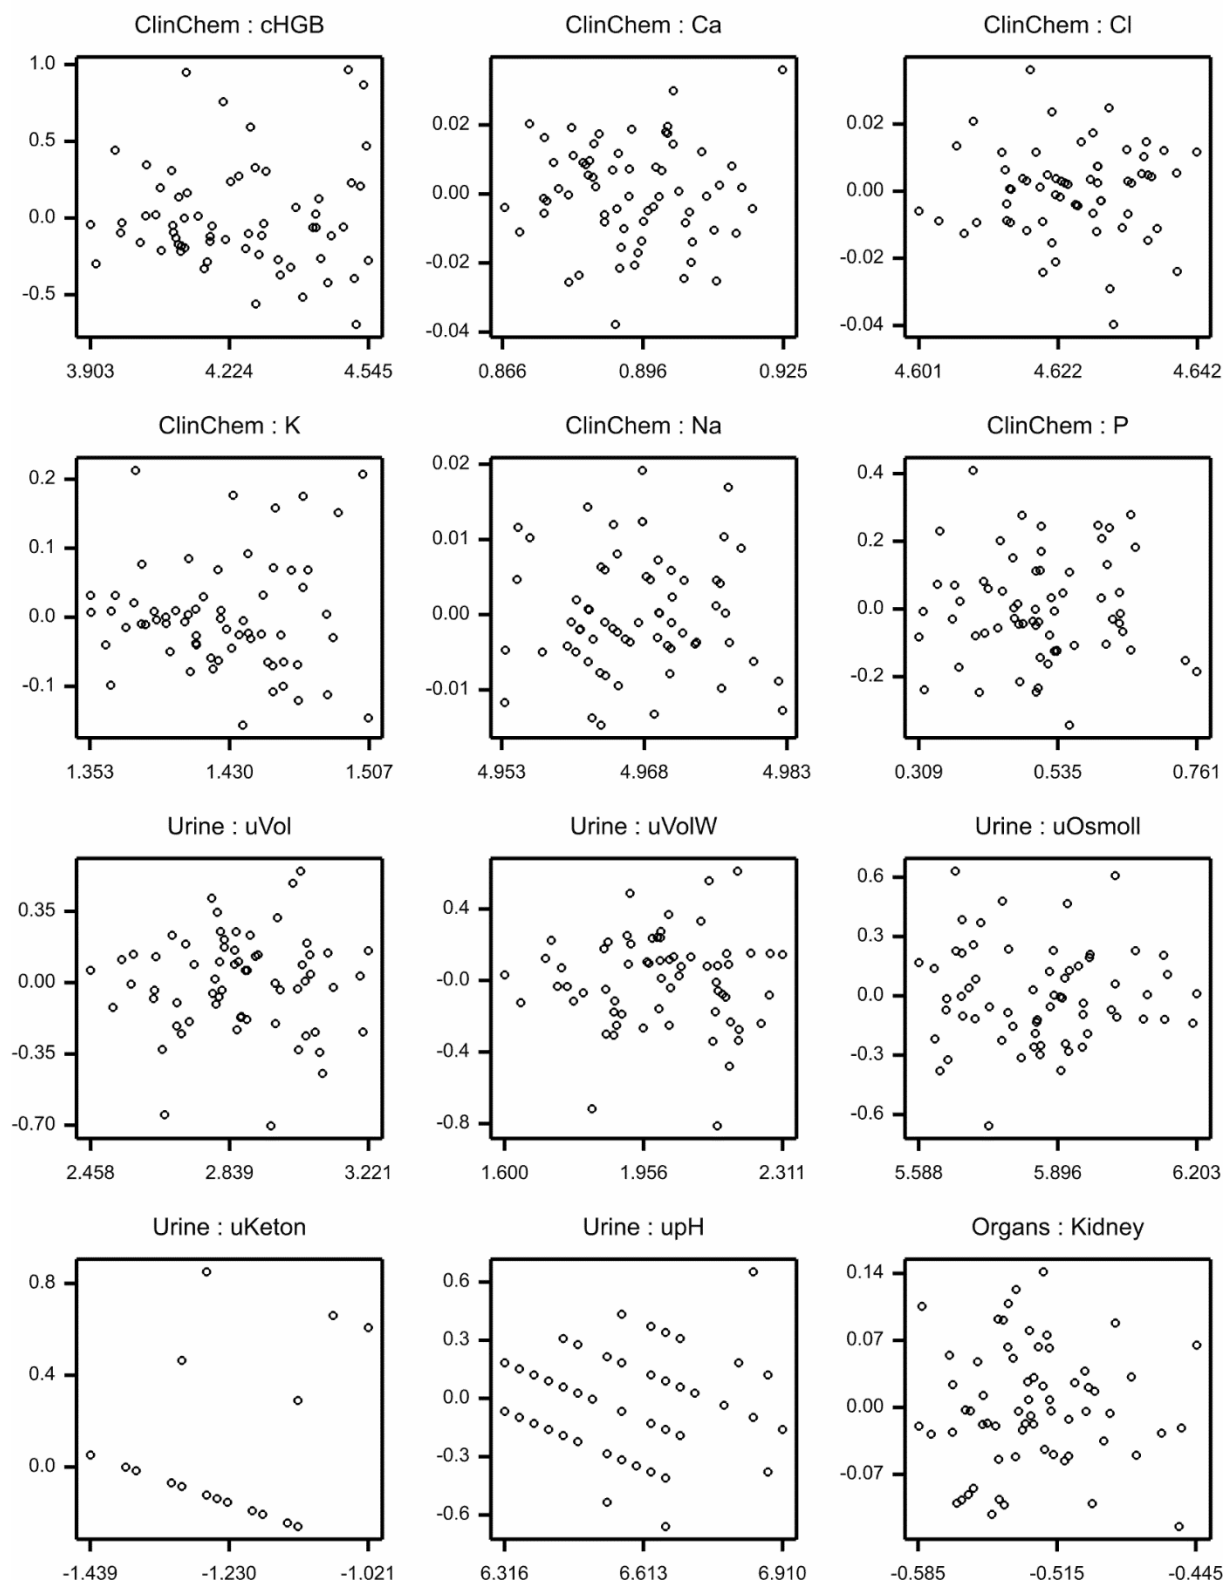 ClinChem : cHGB
ClinChem : Ca
ClinChem : Cl
1.0
0.5
0.0
-0.5
0.02
0.00
-0.02
-0.04
0.02
0.00
-0.02
-0.04
3.903 4.224 4.545
0.866 0.896 0.925
4.601 4.622 4.642
ClinChem : K
ClinChem : Na
ClinChem : P
0.2
0.1
0.0
-0.1
0.02
0.01
0.00
-0.01
0.4
0.2
0.0
-0.2
1.353 1.430 1.507
4.953 4.968 4.983
0.309 0.535 0.761
Urine : uVol
Urine : uVolW
Urine : uOsmoll
0.35
0.00
-0.35
-0.70
0.4
-0.0
-0.4
-0.8
0.6
0.3
0.0
-0.3
-0.6
2.458 2.839 3.221
1.600 1.956 2.311
5.588 5.896 6.203
Urine : uKeton
Urine : upH
Organs : Kidney
0.8
0.4
0.0
0.6
0.3
0.0
-0.3
-0.6
0.14
0.07
0.00
-0.07
-1.439 -1.230 -1.021
6.316 6.613 6.910
-0.585 -0.515 -0.445